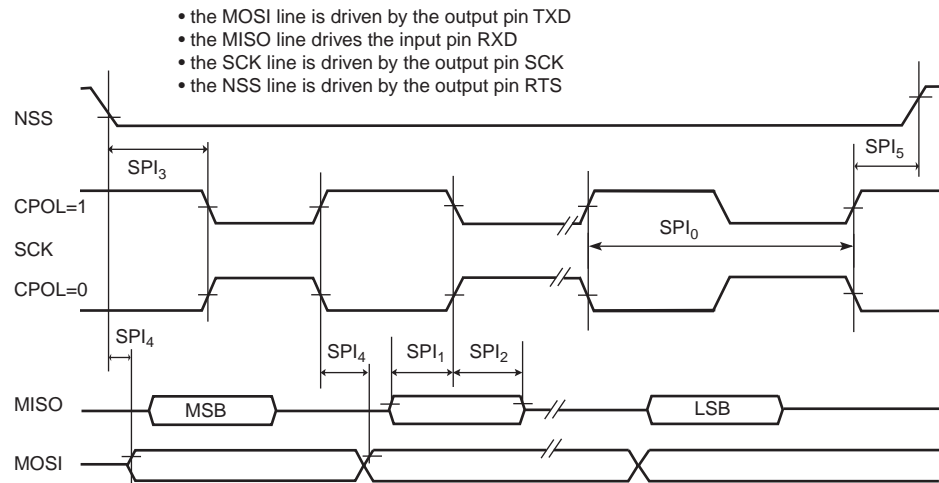 • the MOSI line is driven by the output pin TXD
• the MISO line drives the input pin RXD
• the SCK line is driven by the output pin SCK
• the NSS line is driven by the output pin RTS
NSS
SPI₃
SPI₅
CPOL=1
SPI₀
SCK
CPOL=0
SPI₄
SPI₄
SPI₁
SPI₂
MISO
MSB
LSB
MOSI